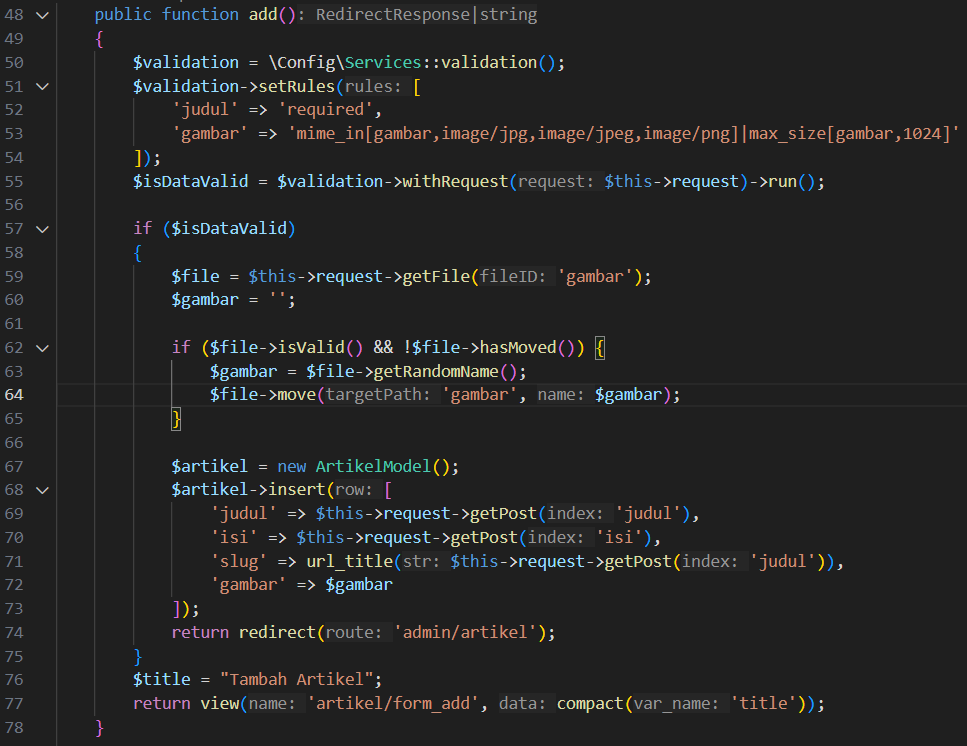 48 public function add(): RedirectResponse|string
49 {
50 $validation = \Config\Services::validation();
51 $validation->setRules(rules: [
52 'judul' => 'required',
53 'gambar' => 'mime_in[gambar,image/jpg,image/jpeg,image/png]|max_size[gambar,1024]'
54 ]);
55 $isDataValid = $validation->withRequest(request: $this->request)->run();
56
57 if ($isDataValid)
58 {
59 $file = $this->request->getFile(fileID: 'gambar');
60 $gambar = '';
61
62 if ($file->isValid() && !$file->hasMoved()) {
63 $gambar = $file->getRandomName();
64 $file->move(targetPath: 'gambar', name: $gambar);
65 }
66
67 $artikel = new ArtikelModel();
68 $artikel->insert(row: [
69 'judul' => $this->request->getPost(index: 'judul'),
70 'isi' => $this->request->getPost(index: 'isi'),
71 'slug' => url_title(str: $this->request->getPost(index: 'judul')),
72 'gambar' => $gambar
73 ]);
74 return redirect(route: 'admin/artikel');
75 }
76 $title = "Tambah Artikel";
77 return view(name: 'artikel/form_add', data: compact(var_name: 'title'));
78 }